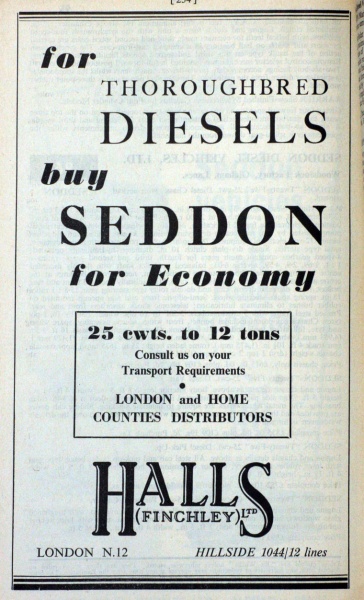 [ 254 ]
for
THOROUGHBRED
DIESELS
buy
SEDDON
for Economy
25 cwts. to 12 tons
Consult us on your
Transport Requirements
•
LONDON and HOME
COUNTIES DISTRIBUTORS
HALLS
(FINCHLEY) LTD
LONDON N.12 HILLSIDE 1044/12 lines